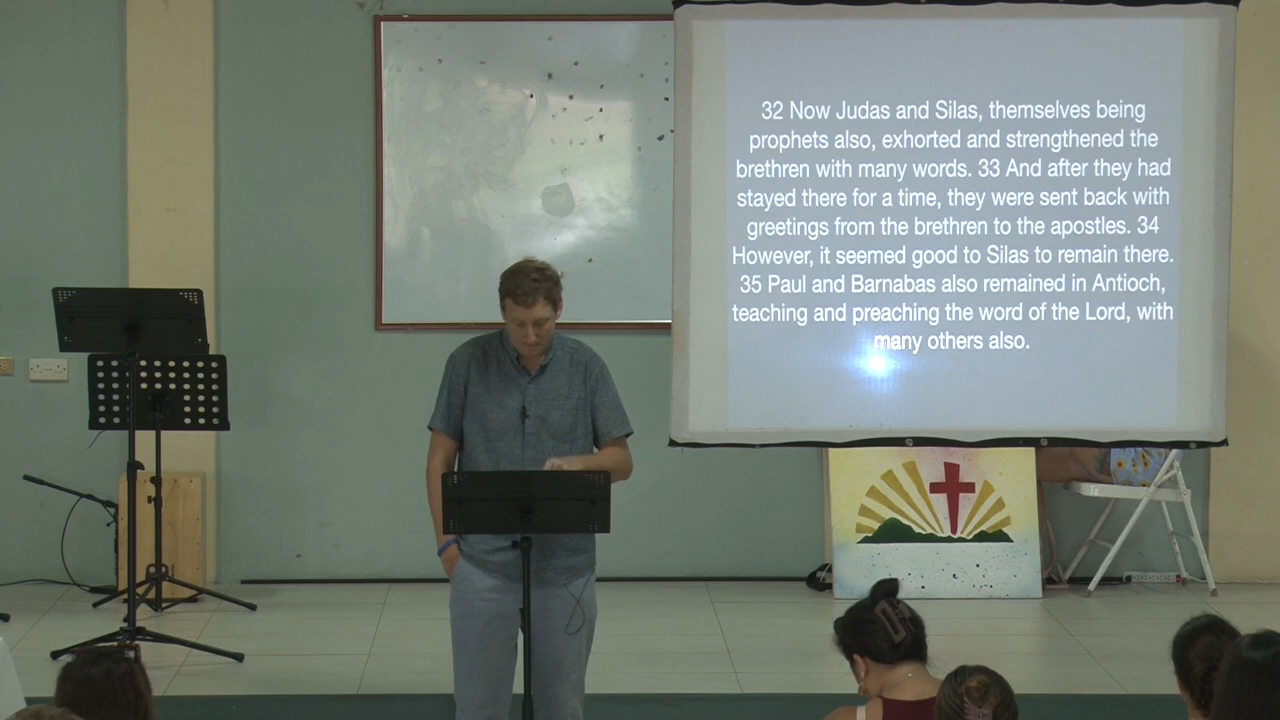 32 Now Judas and Silas, themselves being
prophets also, exhorted and strengthened the
brethren with many words. 33 And after they had
stayed there for a time, they were sent back with
greetings from the brethren to the apostles. 34
However, it seemed good to Silas to remain there.
35 Paul and Barnabas also remained in Antioch,
teaching and preaching the word of the Lord, with
many others also.